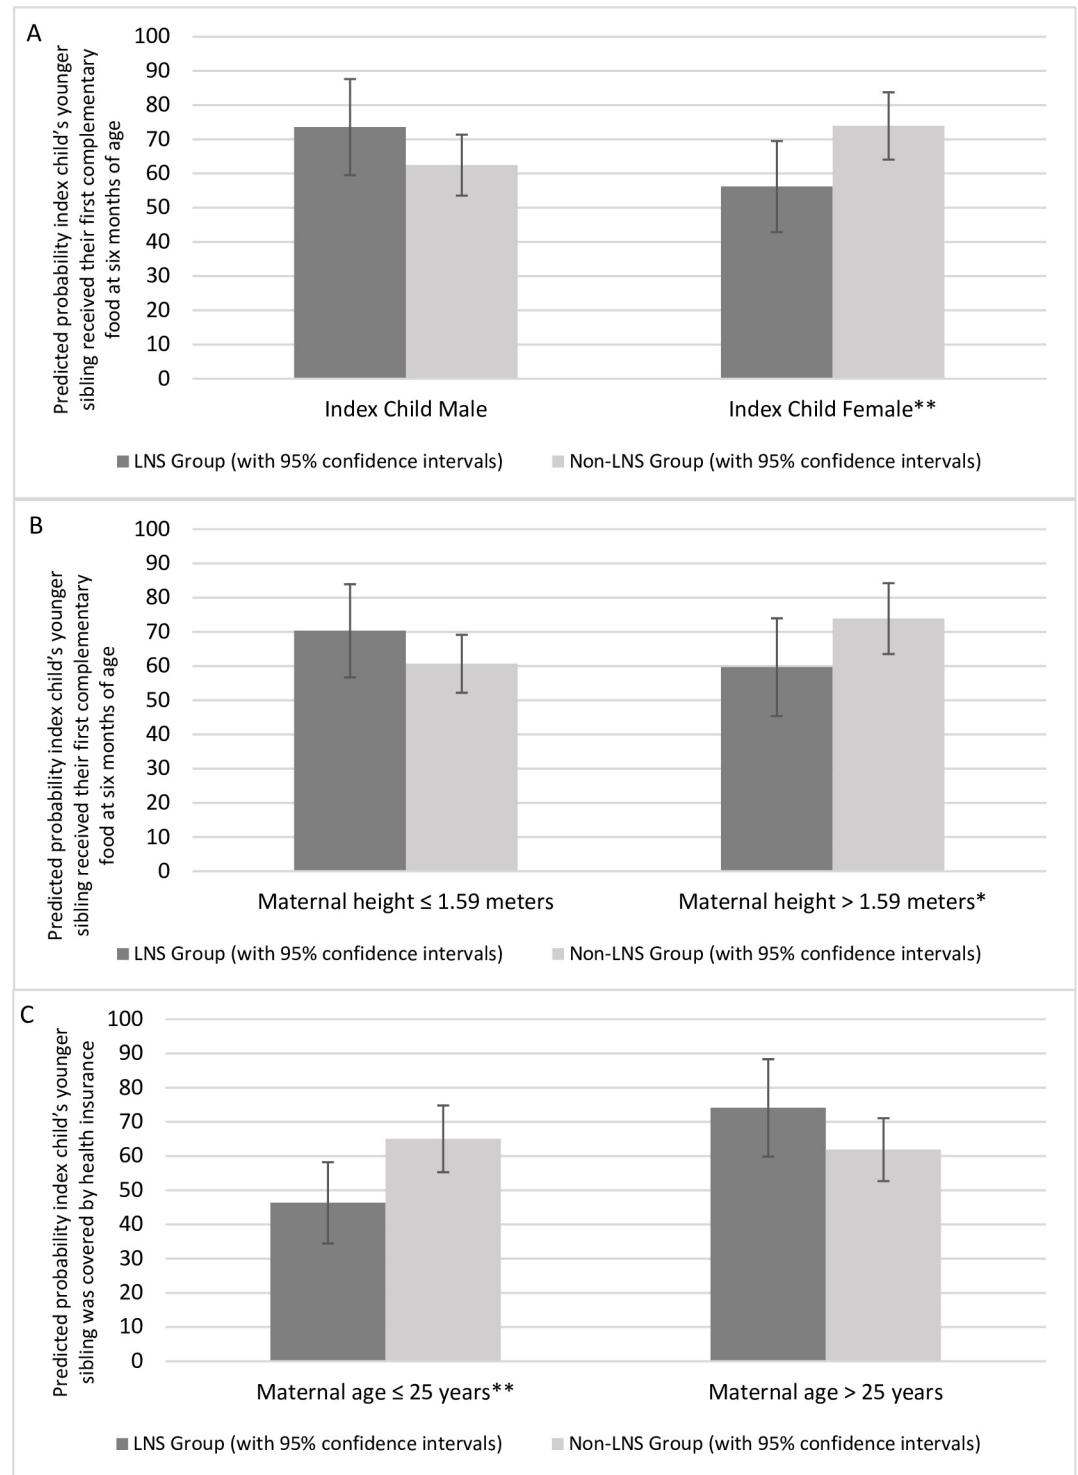 A
Predicted probability index child's younger
sibling received their first complementary
food at six months of age
100
90
80
70
60
50
40
30
20
10
0
Index Child Male
Index Child Female**
LNS Group (with 95% confidence intervals)
Non-LNS Group (with 95% confidence intervals)
B
Predicted probability index child's younger
sibling received their first complementary
food at six months of age
100
90
80
70
60
50
40
30
20
10
0
Maternal height ≤ 1.59 meters
Maternal height > 1.59 meters*
LNS Group (with 95% confidence intervals)
Non-LNS Group (with 95% confidence intervals)
C
Predicted probability index child's younger
sibling was covered by health insurance
100
90
80
70
60
50
40
30
20
10
0
Maternal age ≤ 25 years**
Maternal age > 25 years
LNS Group (with 95% confidence intervals)
Non-LNS Group (with 95% confidence intervals)